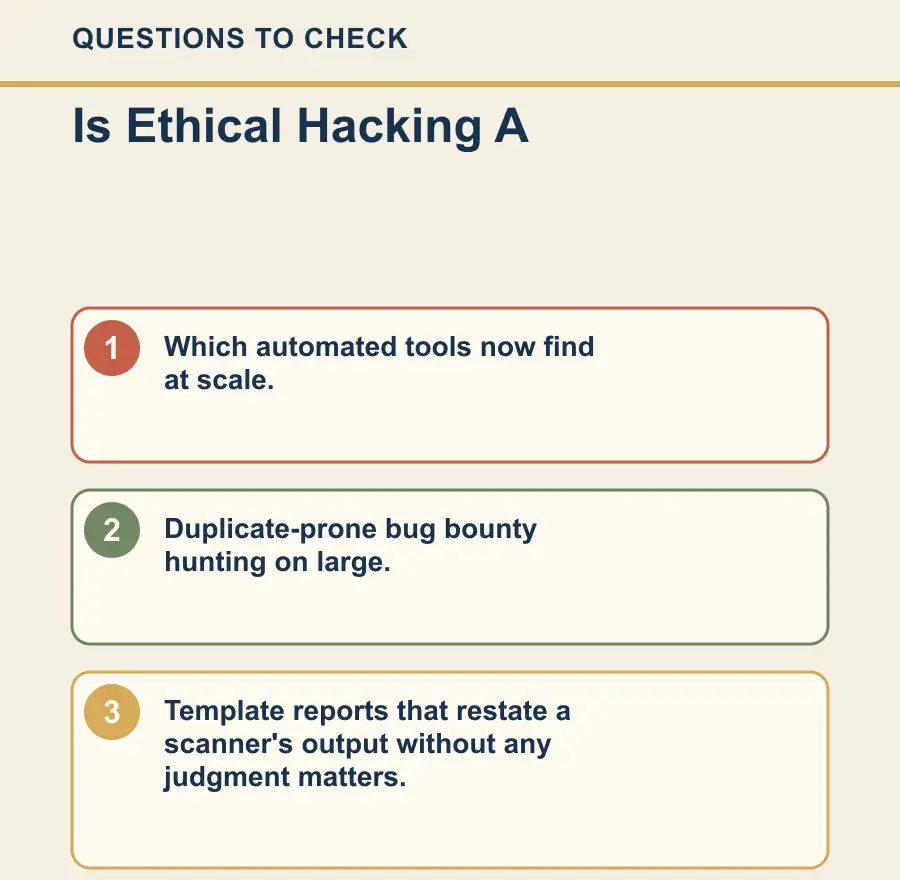 QUESTIONS TO CHECK
Is Ethical Hacking A
1
Which automated tools now find
at scale.
2
Duplicate-prone bug bounty
hunting on large.
3
Template reports that restate a
scanner's output without any
judgment matters.